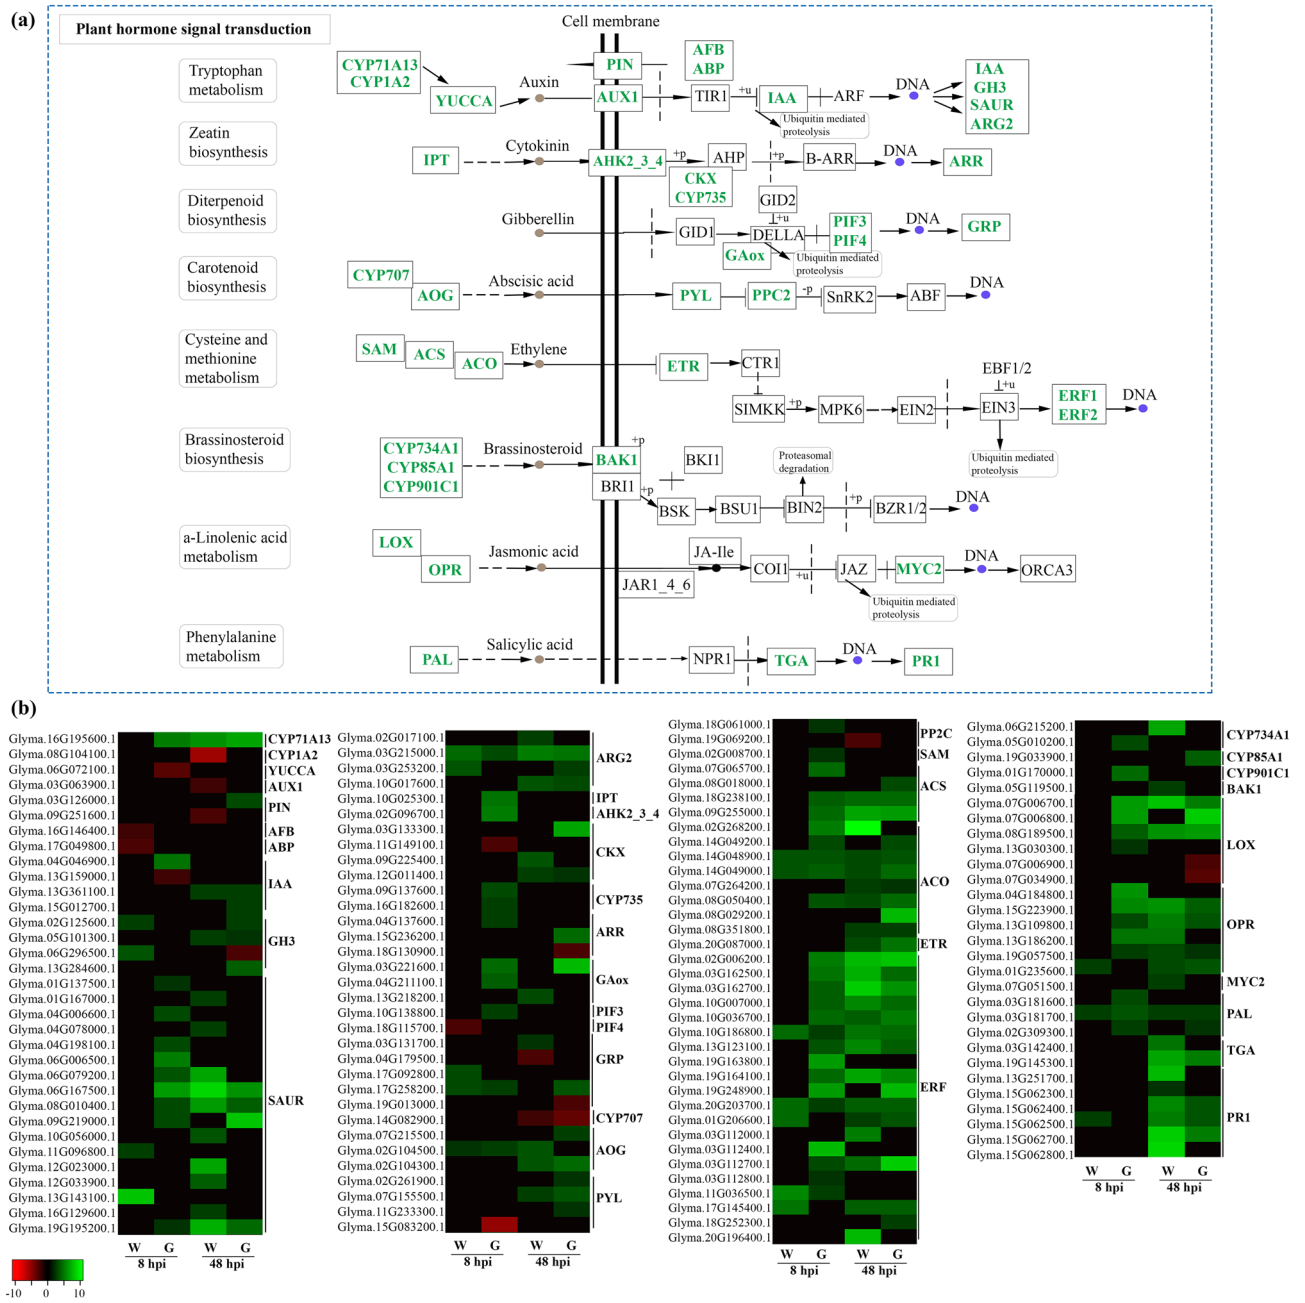 (a)
Plant hormone signal transduction
Cell membrane
Tryptophan
metabolism
CYP71A13
CYP1A2
YUCCA
Auxin
PIN
AUX1
AFB
ABP
TIR1
+u
IAA
ARF
DNA
IAA
GH3
SAUR
ARG2
Ubiquitin mediated
proteolysis
Zeatin
biosynthesis
IPT
Cytokinin
AHK2_3_4
+p
AHP
+p
B-ARR
DNA
ARR
CKX
CYP735
Diterpenoid
biosynthesis
Gibberellin
GID1
GID2
+u
DELLA
GAox
PIF3
PIF4
DNA
GRP
Ubiquitin mediated
proteolysis
Carotenoid
biosynthesis
CYP707
AOG
Abscisic acid
PYL
PPC2
-p
SnRK2
ABF
DNA
Cysteine and
methionine
metabolism
SAM
ACS
ACO
Ethylene
ETR
CTR1
SIMKK
+p
MPK6
EIN2
EBF1/2
+u
EIN3
ERF1
ERF2
DNA
Ubiquitin mediated
proteolysis
Brassinosteroid
biosynthesis
CYP734A1
CYP85A1
CYP901C1
Brassinosteroid
+p
BAK1
BRI1
+p
BKI1
BSK
BSU1
Proteasomal
degradation
BIN2
+p
BZR1/2
DNA
a-Linolenic acid
metabolism
LOX
OPR
Jasmonic acid
JA-Ile
JAR1_4_6
COI1
+u
JAZ
MYC2
DNA
ORCA3
Ubiquitin mediated
proteolysis
Phenylalanine
metabolism
PAL
Salicylic acid
NPR1
TGA
DNA
PR1
(b)
Glyma.16G195600.1
Glyma.08G104100.1
Glyma.06G072100.1
Glyma.03G063900.1
Glyma.03G126000.1
Glyma.09G251600.1
Glyma.16G146400.1
Glyma.17G049800.1
Glyma.04G046900.1
Glyma.13G159000.1
Glyma.13G361100.1
Glyma.15G012700.1
Glyma.02G125600.1
Glyma.05G101300.1
Glyma.06G296500.1
Glyma.13G284600.1
Glyma.01G137500.1
Glyma.01G167000.1
Glyma.04G006600.1
Glyma.04G078000.1
Glyma.04G198100.1
Glyma.06G006500.1
Glyma.06G079200.1
Glyma.06G167500.1
Glyma.08G010400.1
Glyma.09G219000.1
Glyma.10G056000.1
Glyma.11G096800.1
Glyma.12G023000.1
Glyma.12G033900.1
Glyma.13G143100.1
Glyma.16G129600.1
Glyma.19G195200.1
CYP71A13
CYP1A2
YUCCA
AUX1
PIN
AFB
ABP
IAA
GH3
SAUR
W G W G
8 hpi 48 hpi
-10 0 10
Glyma.02G017100.1
Glyma.03G215000.1
Glyma.03G253200.1
Glyma.10G017600.1
Glyma.10G025300.1
Glyma.02G096700.1
Glyma.03G133300.1
Glyma.11G149100.1
Glyma.09G225400.1
Glyma.12G011400.1
Glyma.09G137600.1
Glyma.16G182600.1
Glyma.04G137600.1
Glyma.15G236200.1
Glyma.18G130900.1
Glyma.03G221600.1
Glyma.04G211100.1
Glyma.13G218200.1
Glyma.10G138800.1
Glyma.18G115700.1
Glyma.03G131700.1
Glyma.04G179500.1
Glyma.17G092800.1
Glyma.17G258200.1
Glyma.19G013000.1
Glyma.14G082900.1
Glyma.07G215500.1
Glyma.02G104500.1
Glyma.02G104300.1
Glyma.02G261900.1
Glyma.07G155500.1
Glyma.11G233300.1
Glyma.15G083200.1
ARG2
IPT
AHK2_3_4
CKX
CYP735
ARR
GAox
PIF3
PIF4
GRP
CYP707
AOG
PYL
W G W G
8 hpi 48 hpi
Glyma.18G061000.1
Glyma.19G069200.1
Glyma.02G008700.1
Glyma.07G065700.1
Glyma.08G018000.1
Glyma.18G238100.1
Glyma.09G255000.1
Glyma.02G268200.1
Glyma.14G049200.1
Glyma.14G048900.1
Glyma.14G049000.1
Glyma.07G264200.1
Glyma.08G050400.1
Glyma.08G029200.1
Glyma.08G351800.1
Glyma.20G087000.1
Glyma.02G006200.1
Glyma.03G162500.1
Glyma.03G162700.1
Glyma.10G007000.1
Glyma.10G036700.1
Glyma.10G186800.1
Glyma.13G123100.1
Glyma.19G163800.1
Glyma.19G164100.1
Glyma.19G248900.1
Glyma.20G203700.1
Glyma.01G206600.1
Glyma.03G112000.1
Glyma.03G112400.1
Glyma.03G112700.1
Glyma.03G112800.1
Glyma.11G036500.1
Glyma.17G145400.1
Glyma.18G252300.1
Glyma.20G196400.1
PP2C
SAM
ACS
ACO
ETR
ERF
W G W G
8 hpi 48 hpi
Glyma.06G215200.1
Glyma.05G010200.1
Glyma.19G033900.1
Glyma.01G170000.1
Glyma.05G119500.1
Glyma.07G006700.1
Glyma.07G006800.1
Glyma.08G189500.1
Glyma.13G030300.1
Glyma.07G006900.1
Glyma.07G034900.1
Glyma.04G184800.1
Glyma.15G223900.1
Glyma.13G109800.1
Glyma.13G186200.1
Glyma.19G057500.1
Glyma.01G235600.1
Glyma.07G051500.1
Glyma.03G181600.1
Glyma.03G181700.1
Glyma.02G309300.1
Glyma.03G142400.1
Glyma.19G145300.1
Glyma.13G251700.1
Glyma.15G062300.1
Glyma.15G062400.1
Glyma.15G062500.1
Glyma.15G062700.1
Glyma.15G062800.1
CYP734A1
CYP85A1
CYP901C1
BAK1
LOX
OPR
MYC2
PAL
TGA
PR1
W G W G
8 hpi 48 hpi